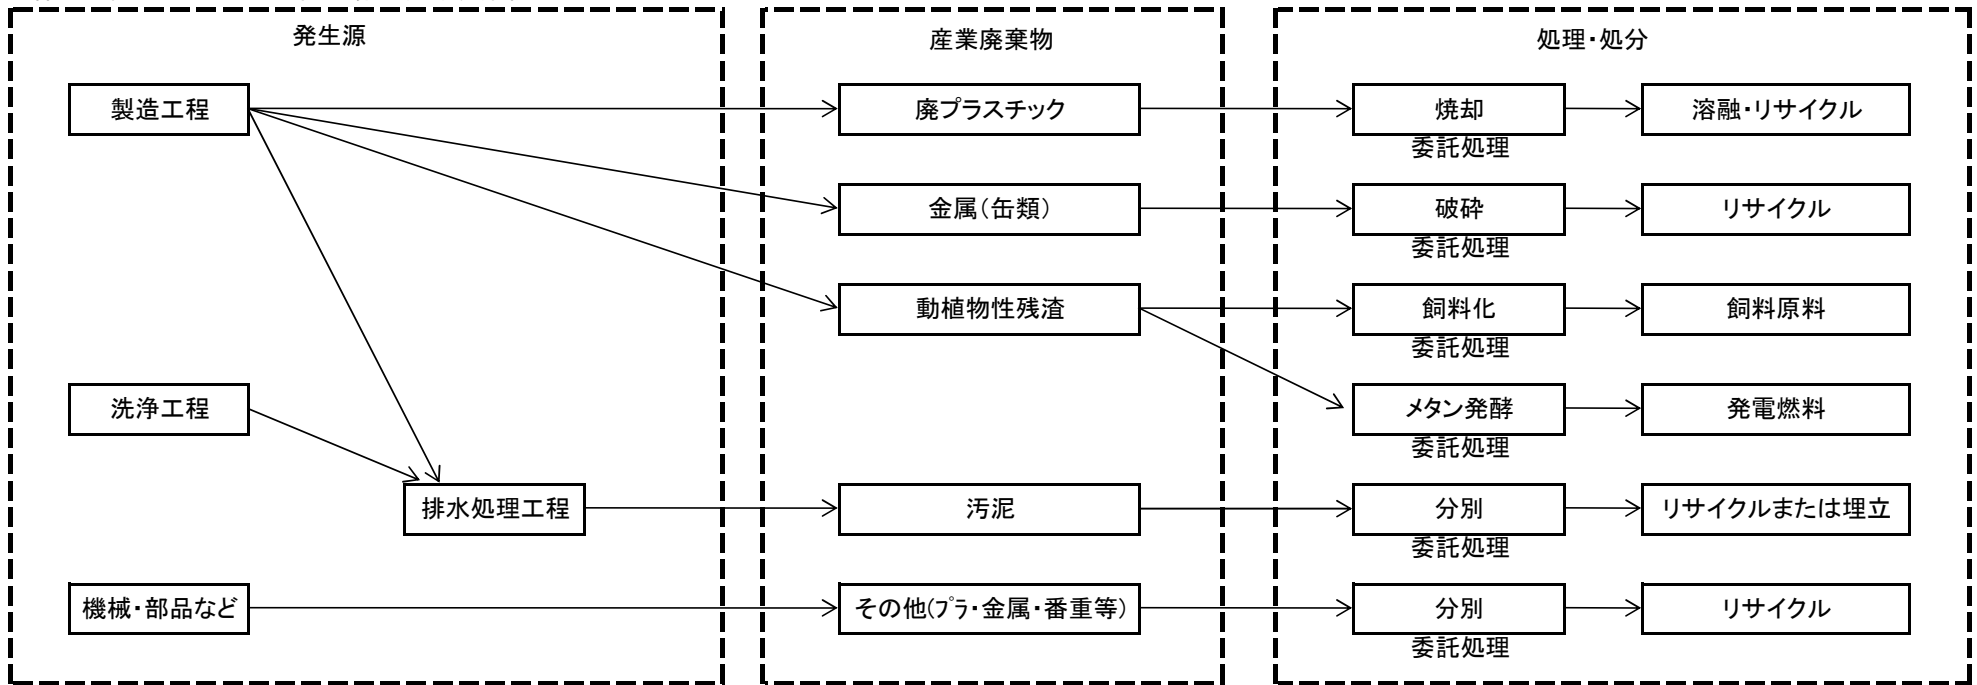 発生源
産業廃棄物
処理・処分
製造工程
廃プラスチック
焼却
溶融・リサイクル
委託処理
金属（缶類）
破砕
リサイクル
委託処理
動植物性残渣
飼料化
飼料原料
委託処理
洗浄工程
メタン発酵
発電燃料
委託処理
排水処理工程
汚泥
分別
リサイクルまたは埋立
委託処理
機械・部品など
その他(ﾌﾟﾗ・金属・番重等)
分別
リサイクル
委託処理